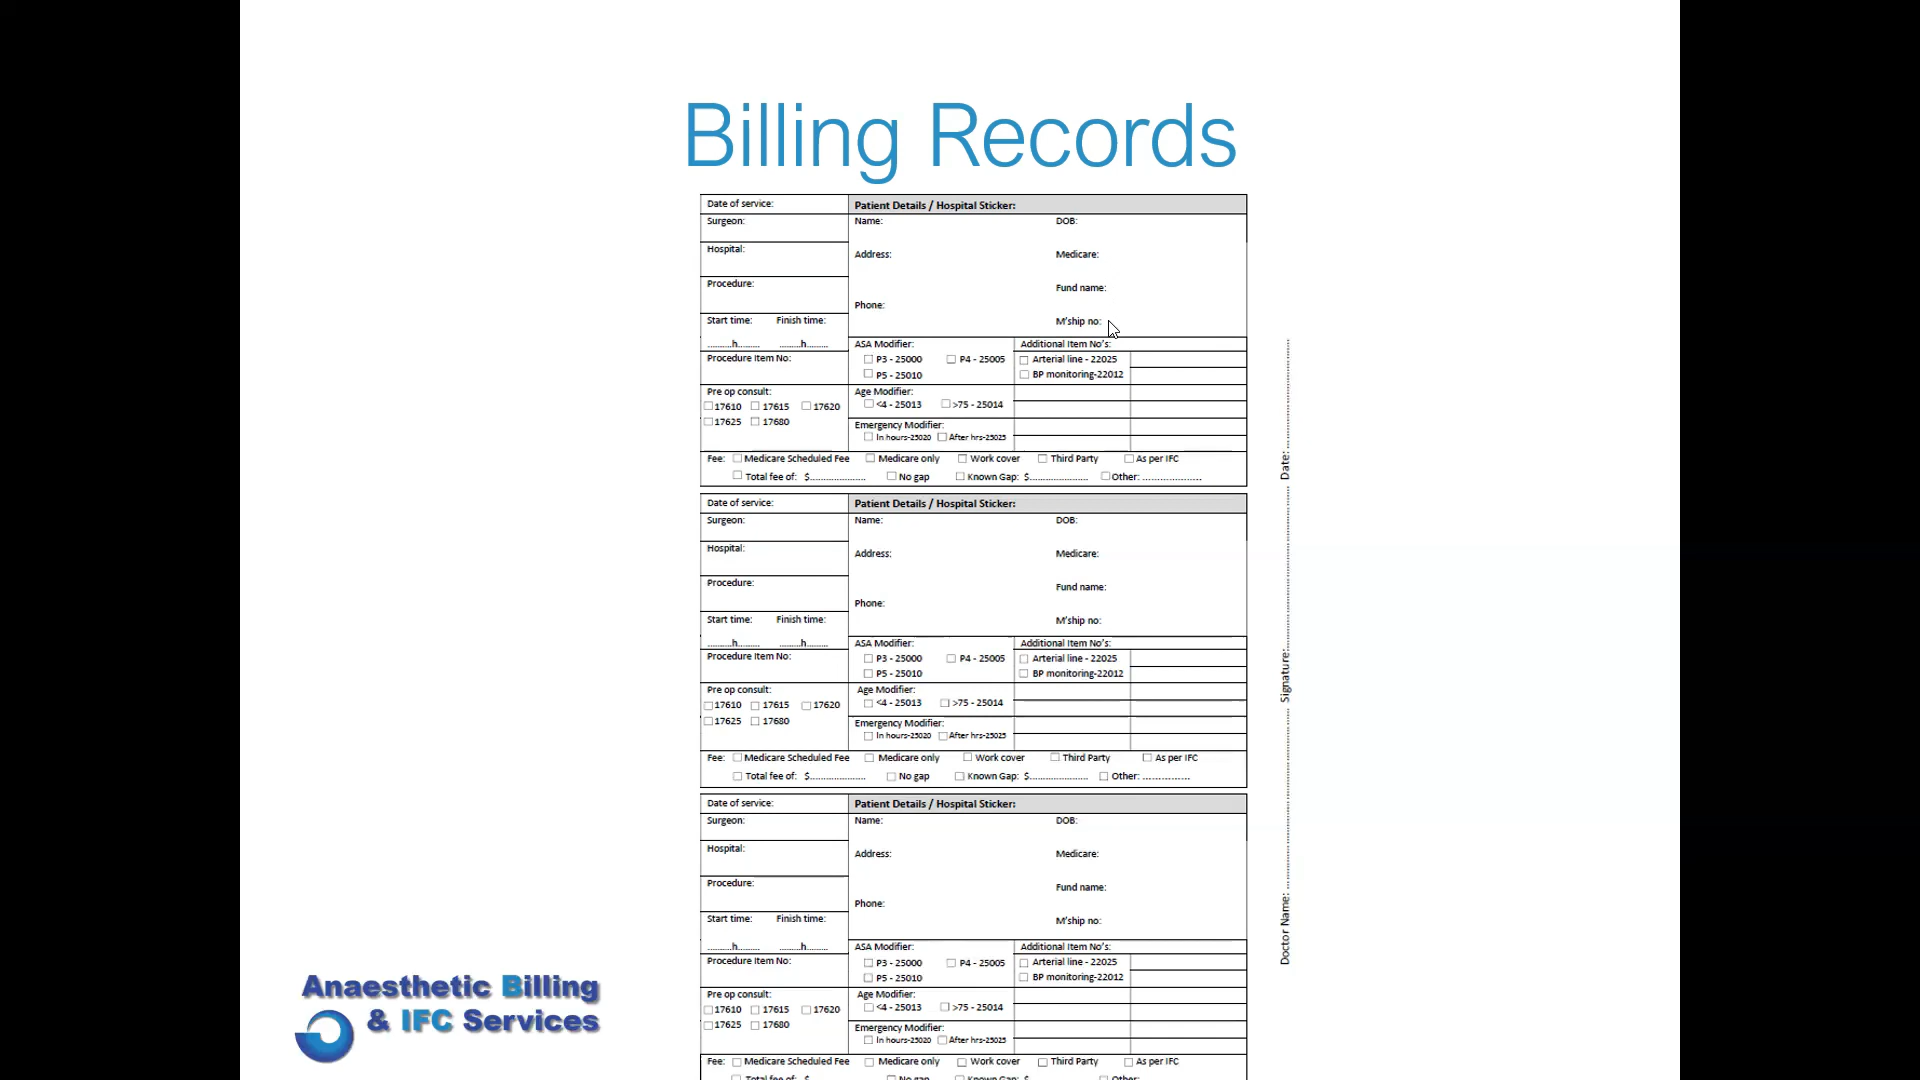 Billing Records
Date of service: Patient Details / Hospital Sticker:
Surgeon: Name: DOB:
Hospital: Address: Medicare:
Procedure: Fund name:
Phone:
Start time: Finish time: M'ship no:
..........h......... ........h......... ASA Modifier: Additional Item No's:
Procedure Item No: P3 - 25000 P4 - 25005 Arterial line - 22025
P5 - 25010 BP monitoring-22012
Pre op consult: Age Modifier:
17610 17615 17620 <4 - 25013 >75 - 25014
17625 17680 Emergency Modifier:
In hours-25020 After hrs-25025
Fee: Medicare Scheduled Fee Medicare only Work cover Third Party As per IFC
Total fee of: $..................... No gap Known Gap: $...................... Other: ....................
Date of service: Patient Details / Hospital Sticker:
Surgeon: Name: DOB:
Hospital: Address: Medicare:
Procedure: Fund name:
Phone:
Start time: Finish time: M'ship no:
..........h......... ........h......... ASA Modifier: Additional Item No's:
Procedure Item No: P3 - 25000 P4 - 25005 Arterial line - 22025
P5 - 25010 BP monitoring-22012
Pre op consult: Age Modifier:
17610 17615 17620 <4 - 25013 >75 - 25014
17625 17680 Emergency Modifier:
In hours-25020 After hrs-25025
Fee: Medicare Scheduled Fee Medicare only Work cover Third Party As per IFC
Total fee of: $..................... No gap Known Gap: $...................... Other: ...............
Date of service: Patient Details / Hospital Sticker:
Surgeon: Name: DOB:
Hospital: Address: Medicare:
Procedure: Fund name:
Phone:
Start time: Finish time: M'ship no:
..........h......... ........h......... ASA Modifier: Additional Item No's:
Procedure Item No: P3 - 25000 P4 - 25005 Arterial line - 22025
P5 - 25010 BP monitoring-22012
Pre op consult: Age Modifier:
17610 17615 17620 <4 - 25013 >75 - 25014
17625 17680 Emergency Modifier:
In hours-25020 After hrs-25025
Fee: Medicare Scheduled Fee Medicare only Work cover Third Party As per IFC
Total fee of: $ No gap Known Gap: $ Other:
Doctor Name: ........................ Signature:........................ Date: ........................
Anaesthetic Billing
& IFC Services